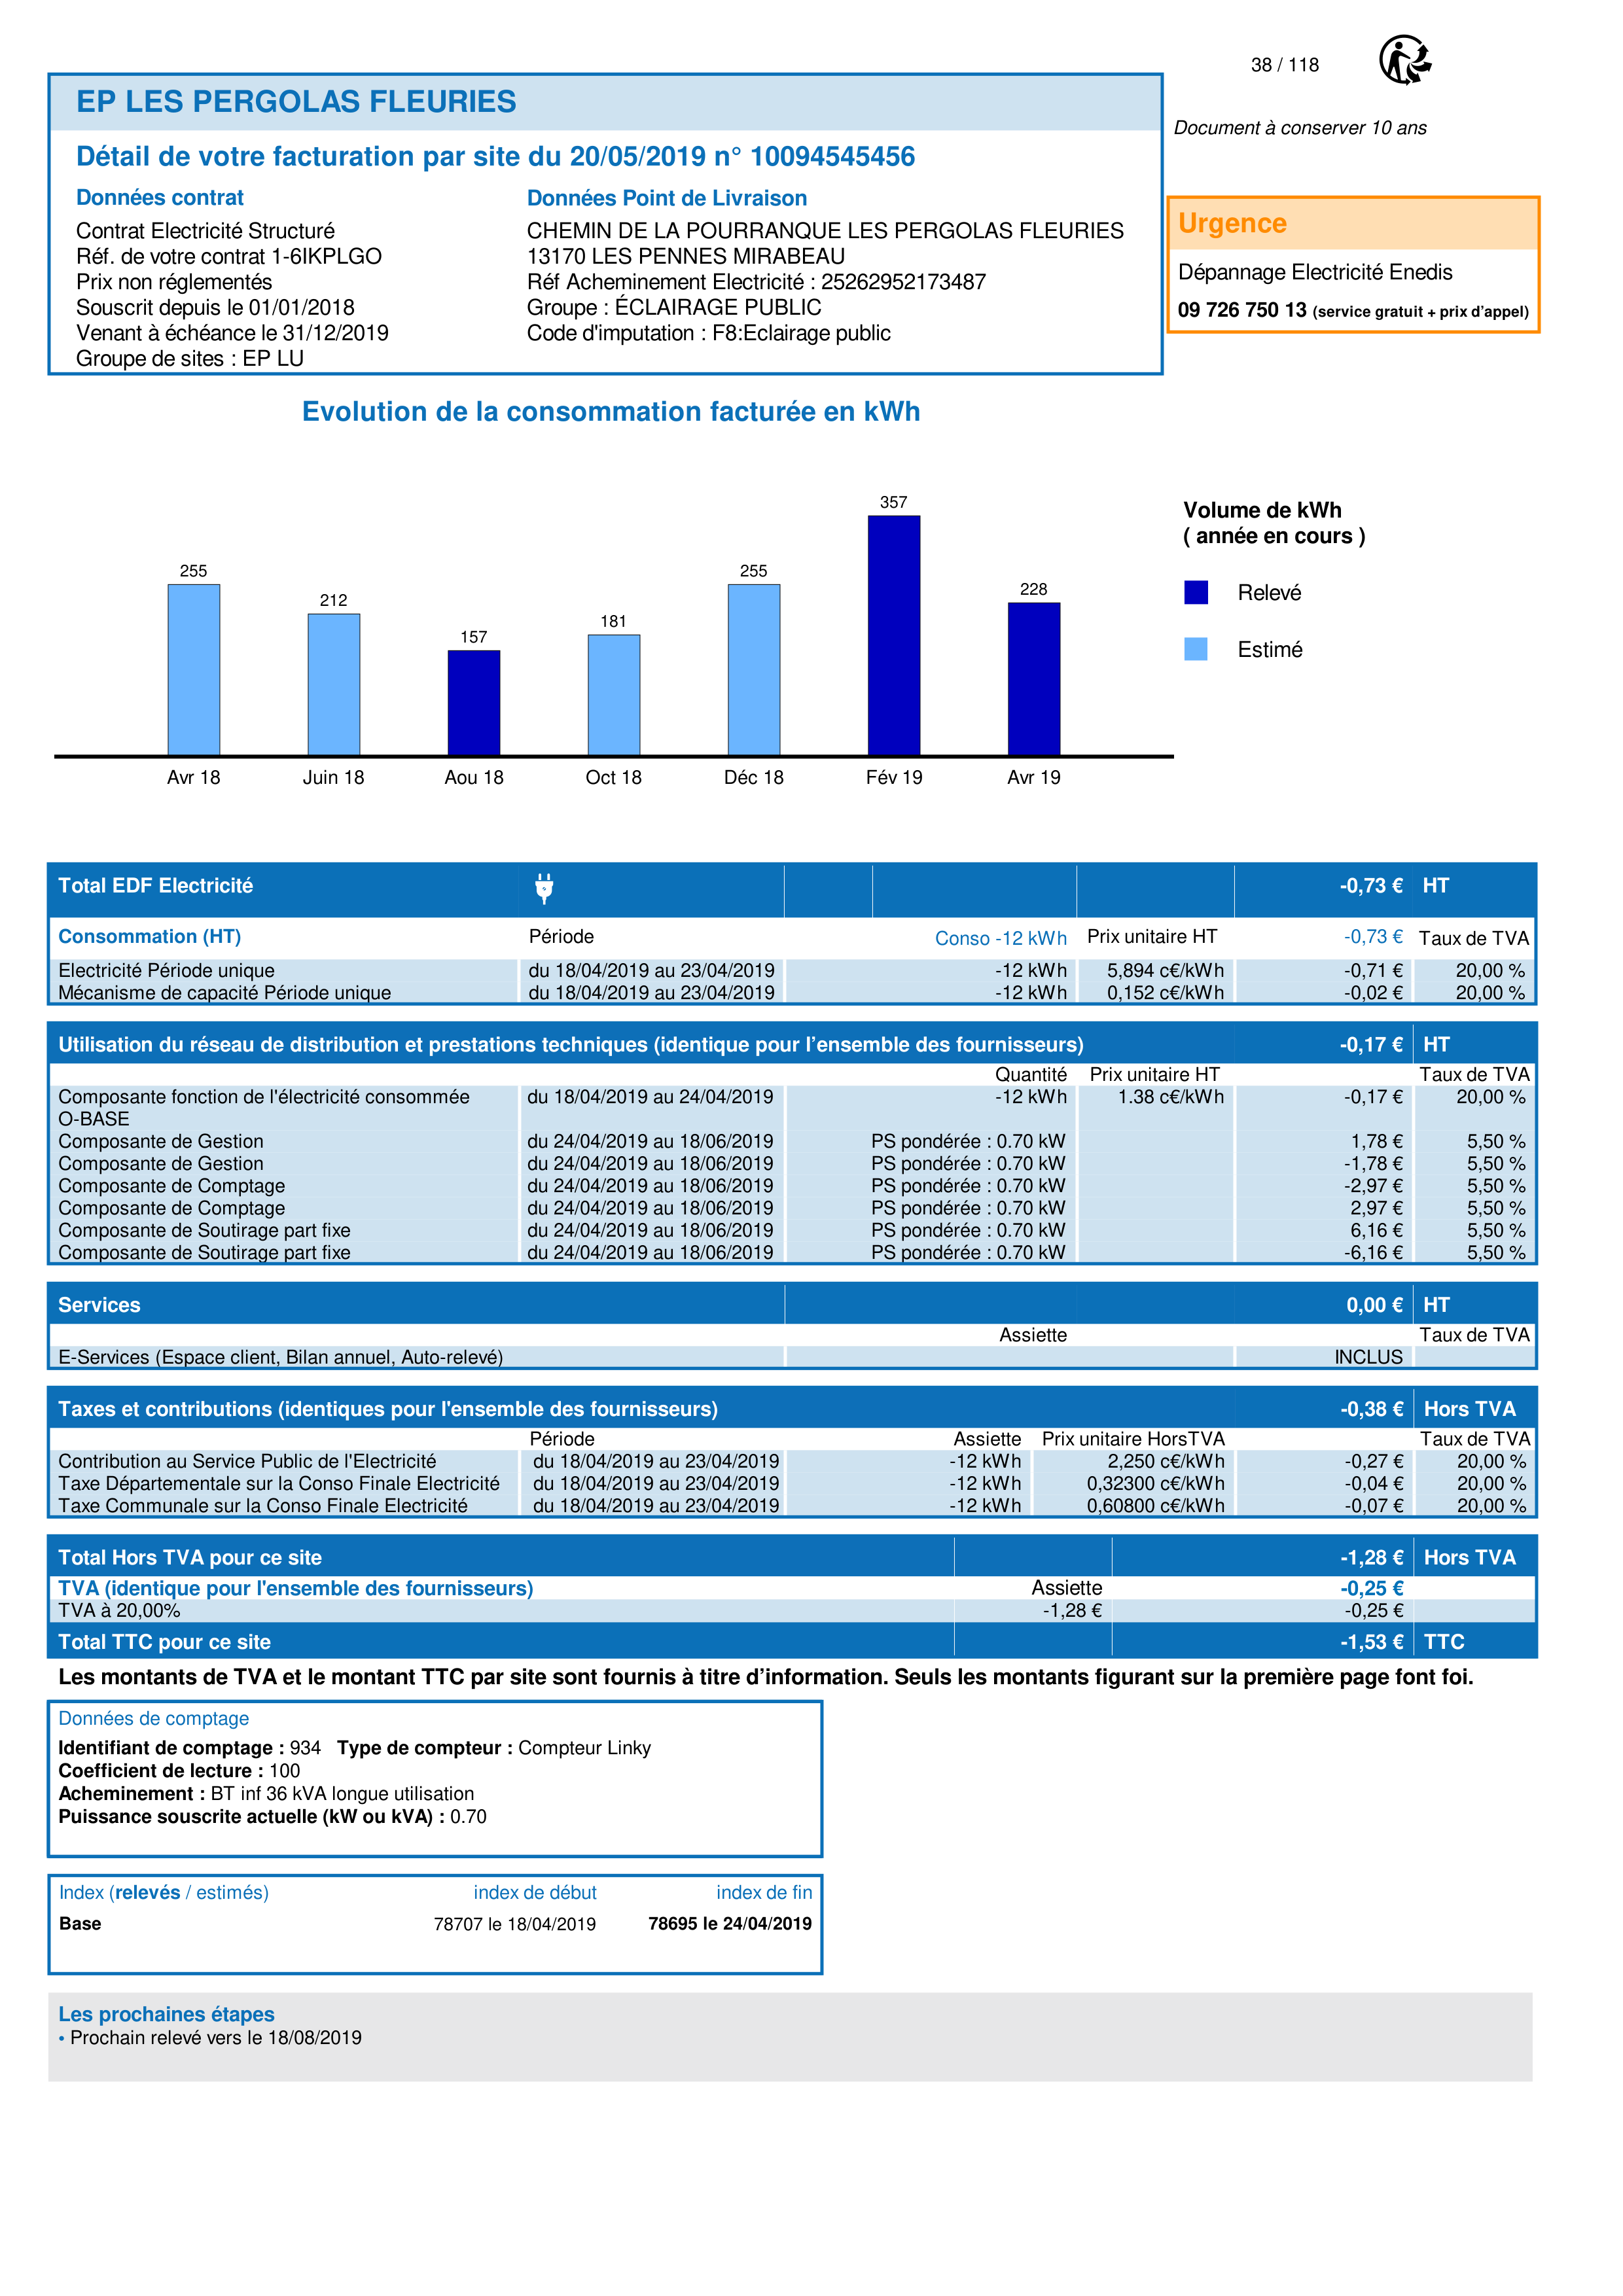 38 / 118
EP LES PERGOLAS FLEURIES
Document à conserver 10 ans
Détail de votre facturation par site du 20/05/2019 n° 10094545456
Données contrat
Contrat Electricité Structuré
Réf. de votre contrat 1-6IKPLGO
Prix non réglementés
Souscrit depuis le 01/01/2018
Venant à échéance le 31/12/2019
Groupe de sites : EP LU
Données Point de Livraison
CHEMIN DE LA POURRANQUE LES PERGOLAS FLEURIES
13170 LES PENNES MIRABEAU
Réf Acheminement Electricité : 25262952173487
Groupe : ÉCLAIRAGE PUBLIC
Code d'imputation : F8:Eclairage public
Urgence
Dépannage Electricité Enedis
09 726 750 13 (service gratuit + prix d’appel)
Evolution de la consommation facturée en kWh
255 212 157 181 255 357 228
Avr 18 Juin 18 Aou 18 Oct 18 Déc 18 Fév 19 Avr 19
Volume de kWh
( année en cours )
Relevé
Estimé
Total EDF Electricité -0,73 € HT
Consommation (HT) Période Conso -12 kWh Prix unitaire HT -0,73 € Taux de TVA
Electricité Période unique du 18/04/2019 au 23/04/2019 -12 kWh 5,894 c€/kWh -0,71 € 20,00 %
Mécanisme de capacité Période unique du 18/04/2019 au 23/04/2019 -12 kWh 0,152 c€/kWh -0,02 € 20,00 %
Utilisation du réseau de distribution et prestations techniques (identique pour l’ensemble des fournisseurs) -0,17 € HT
Quantité Prix unitaire HT Taux de TVA
Composante fonction de l'électricité consommée du 18/04/2019 au 24/04/2019 -12 kWh 1.38 c€/kWh -0,17 € 20,00 %
O-BASE
Composante de Gestion du 24/04/2019 au 18/06/2019 PS pondérée : 0.70 kW 1,78 € 5,50 %
Composante de Gestion du 24/04/2019 au 18/06/2019 PS pondérée : 0.70 kW -1,78 € 5,50 %
Composante de Comptage du 24/04/2019 au 18/06/2019 PS pondérée : 0.70 kW -2,97 € 5,50 %
Composante de Comptage du 24/04/2019 au 18/06/2019 PS pondérée : 0.70 kW 2,97 € 5,50 %
Composante de Soutirage part fixe du 24/04/2019 au 18/06/2019 PS pondérée : 0.70 kW 6,16 € 5,50 %
Composante de Soutirage part fixe du 24/04/2019 au 18/06/2019 PS pondérée : 0.70 kW -6,16 € 5,50 %
Services 0,00 € HT
Assiette Taux de TVA
E-Services (Espace client, Bilan annuel, Auto-relevé) INCLUS
Taxes et contributions (identiques pour l'ensemble des fournisseurs) -0,38 € Hors TVA
Période Assiette Prix unitaire HorsTVA Taux de TVA
Contribution au Service Public de l'Electricité du 18/04/2019 au 23/04/2019 -12 kWh 2,250 c€/kWh -0,27 € 20,00 %
Taxe Départementale sur la Conso Finale Electricité du 18/04/2019 au 23/04/2019 -12 kWh 0,32300 c€/kWh -0,04 € 20,00 %
Taxe Communale sur la Conso Finale Electricité du 18/04/2019 au 23/04/2019 -12 kWh 0,60800 c€/kWh -0,07 € 20,00 %
Total Hors TVA pour ce site -1,28 € Hors TVA
TVA (identique pour l'ensemble des fournisseurs) Assiette -0,25 €
TVA à 20,00% -1,28 € -0,25 €
Total TTC pour ce site -1,53 € TTC
Les montants de TVA et le montant TTC par site sont fournis à titre d’information. Seuls les montants figurant sur la première page font foi.
Données de comptage
Identifiant de comptage : 934 Type de compteur : Compteur Linky
Coefficient de lecture : 100
Acheminement : BT inf 36 kVA longue utilisation
Puissance souscrite actuelle (kW ou kVA) : 0.70
Index (relevés / estimés) index de début index de fin
Base 78707 le 18/04/2019 78695 le 24/04/2019
Les prochaines étapes
• Prochain relevé vers le 18/08/2019